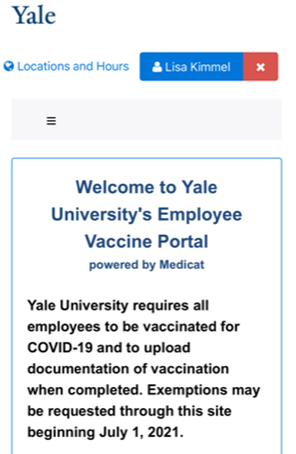 Yale
Locations and Hours
Lisa Kimmel
Welcome to Yale
University's Employee
Vaccine Portal
powered by Medicat
Yale University requires all
employees to be vaccinated for
COVID-19 and to upload
documentation of vaccination
when completed. Exemptions may
be requested through this site
beginning July 1, 2021.